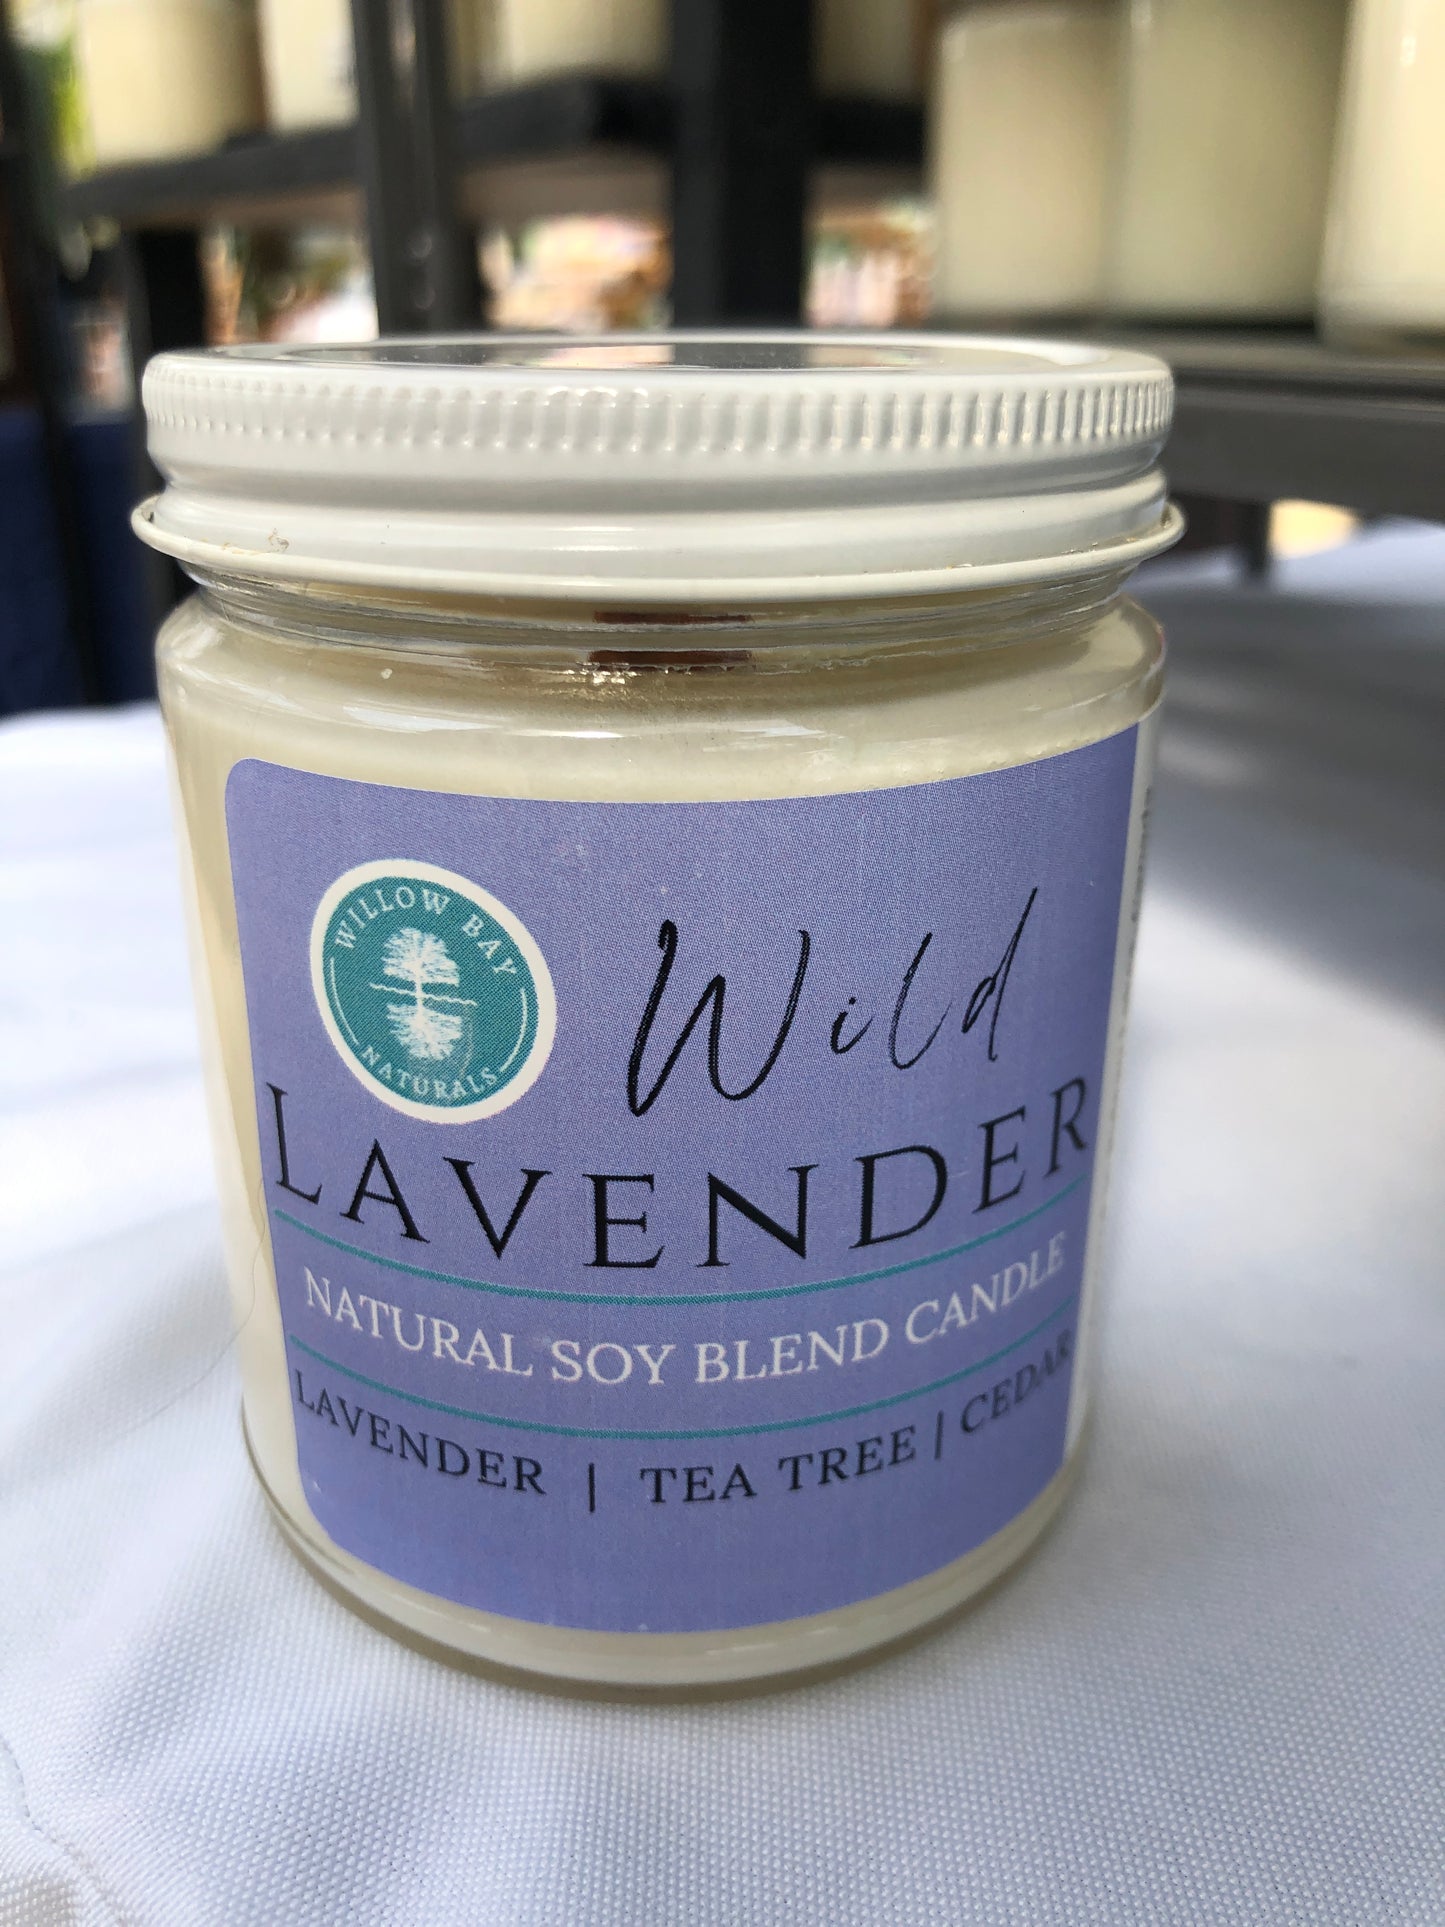 WILLOW BAY
NATURALS
Wild
LAVENDER
NATURAL SOY BLEND CANDLE
LAVENDER | TEA TREE | CEDAR